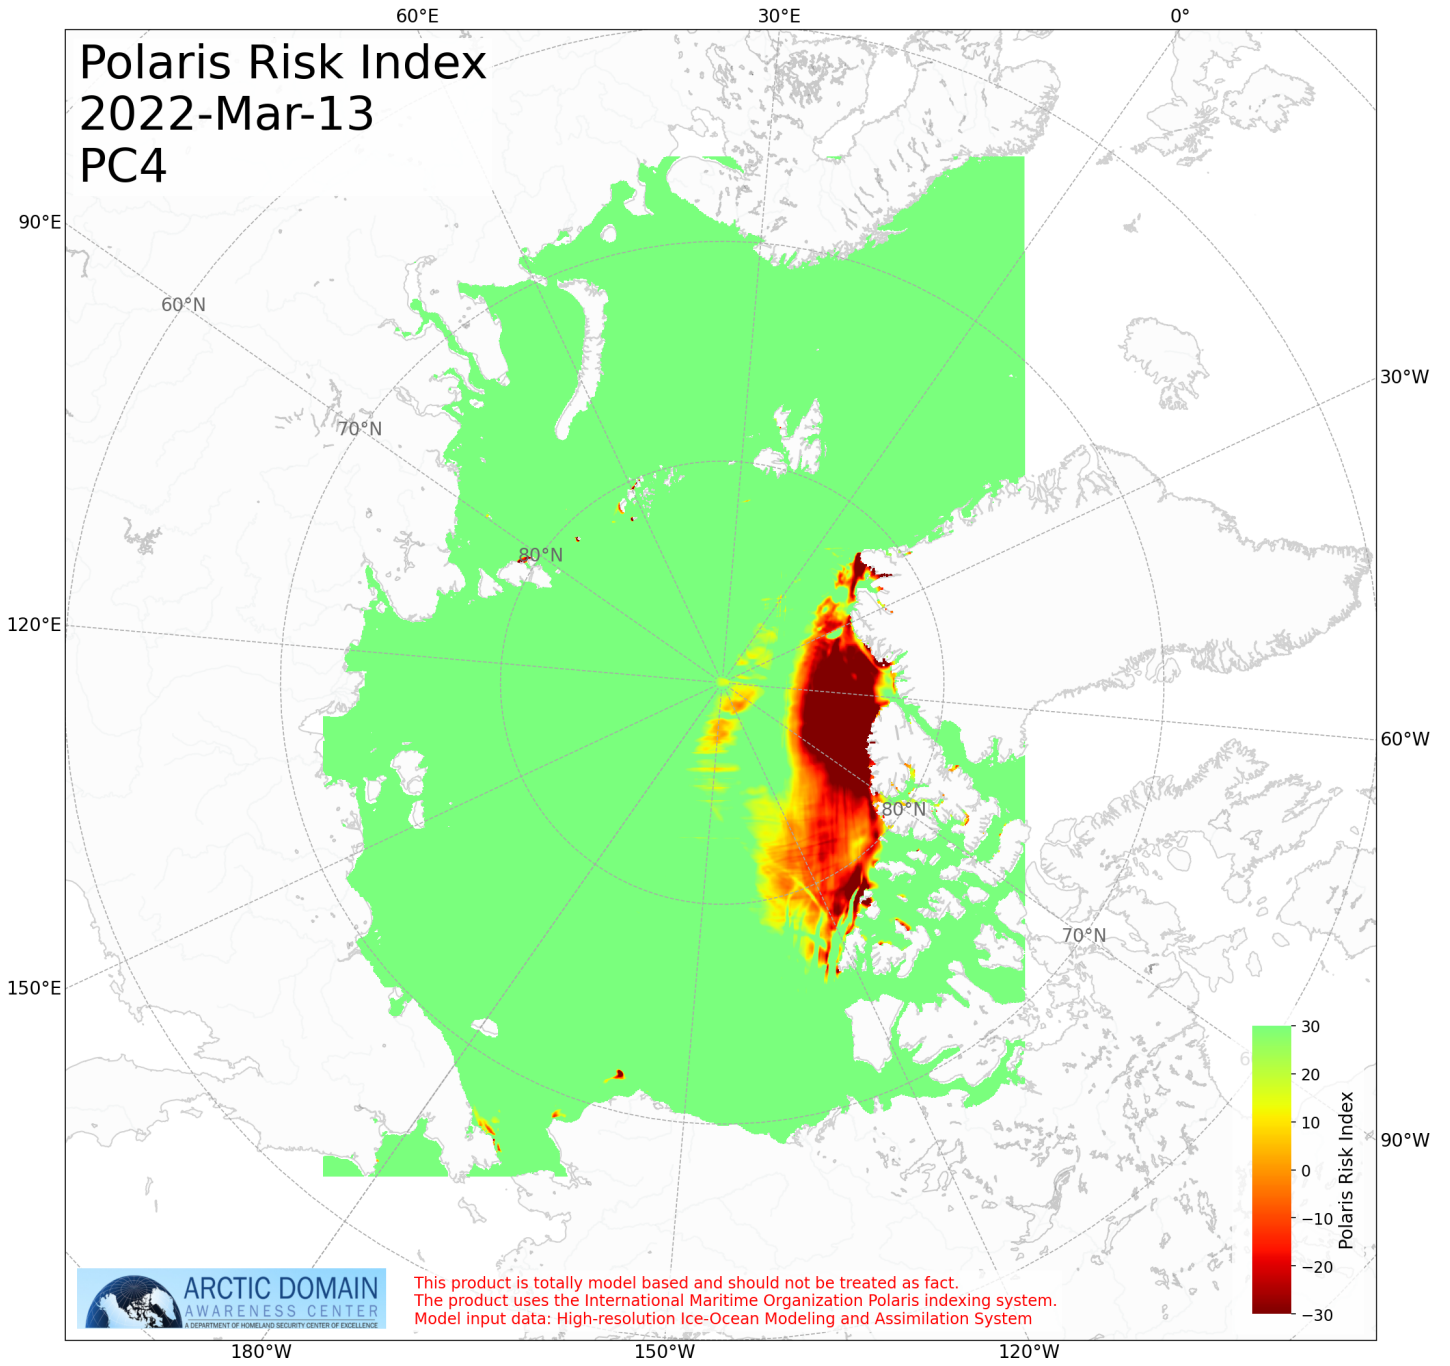 60°E 30°E 0°
Polaris Risk Index
2022-Mar-13
PC4
90°E
60°N
30°W
70°N
80°N
120°E
60°W
80°N
70°N
150°E
30
20
10
0
−10
−20
−30
Polaris Risk Index
90°W
ARCTIC DOMAIN
AWARENESS CENTER
A DEPARTMENT OF HOMELAND SECURITY CENTER OF EXCELLENCE
This product is totally model based and should not be treated as fact.
The product uses the International Maritime Organization Polaris indexing system.
Model input data: High-resolution Ice-Ocean Modeling and Assimilation System
180°W 150°W 120°W